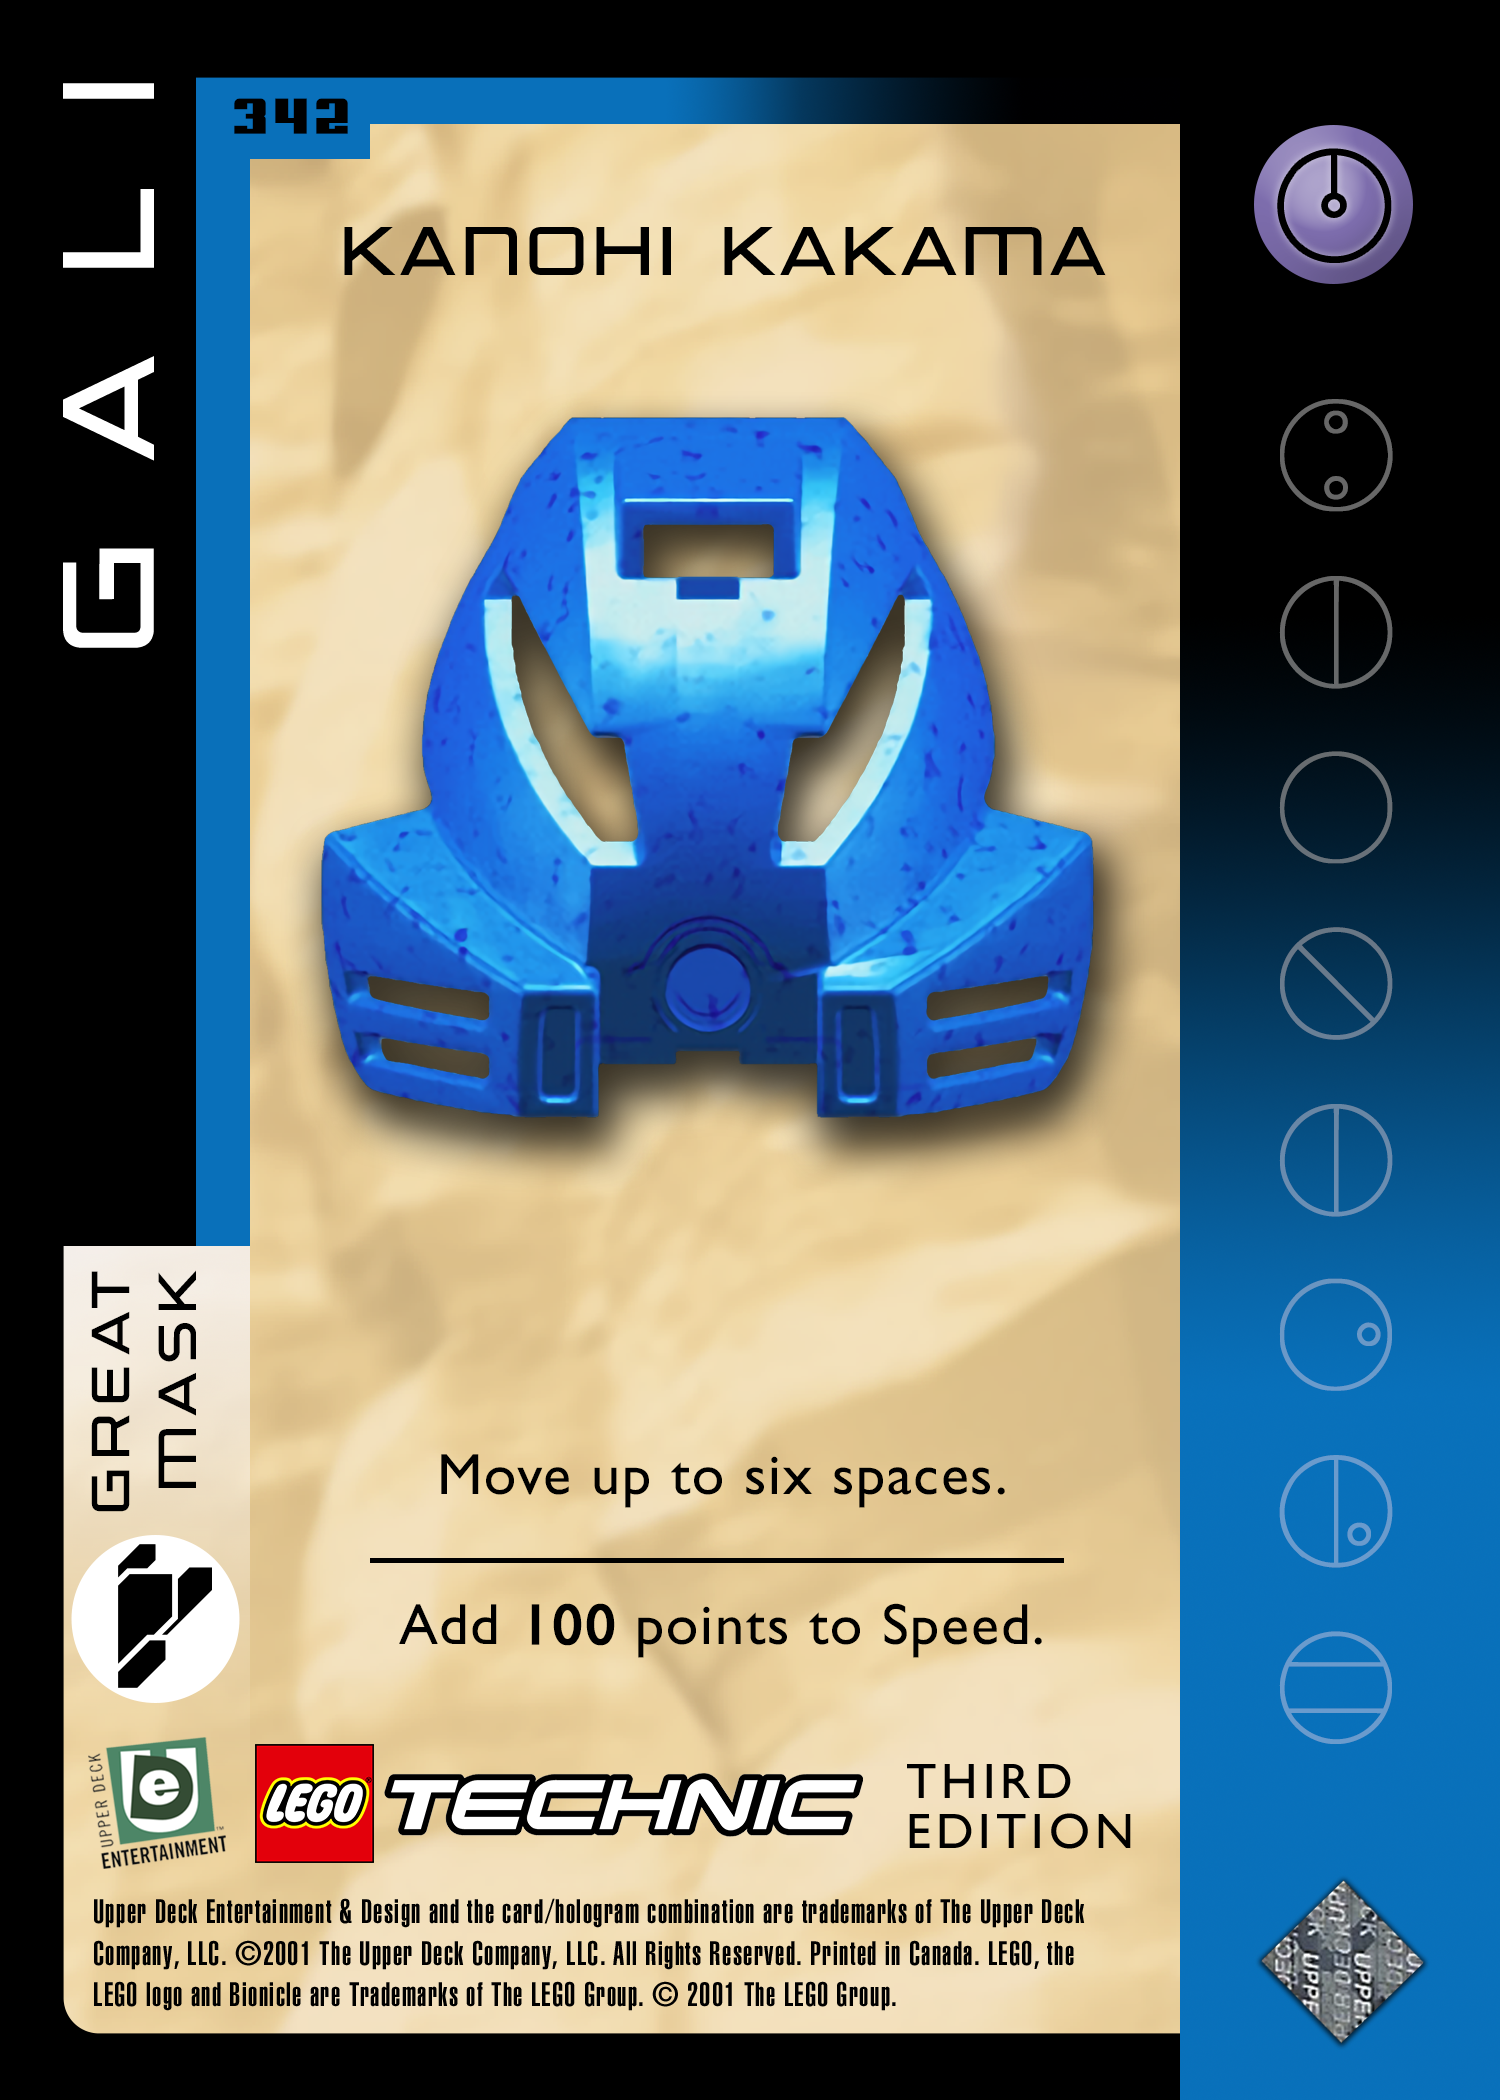 GALI
342
KANOHI KAKAMA
GREAT
MASK
Move up to six spaces.
Add 100 points to Speed.
UPPER DECK
e
ENTERTAINMENT
™
LEGO TECHNIC
THIRD
EDITION
Upper Deck Entertainment & Design and the card/hologram combination are trademarks of The Upper Deck
Company, LLC. ©2001 The Upper Deck Company, LLC. All Rights Reserved. Printed in Canada. LEGO, the
LEGO logo and Bionicle are Trademarks of The LEGO Group. © 2001 The LEGO Group.